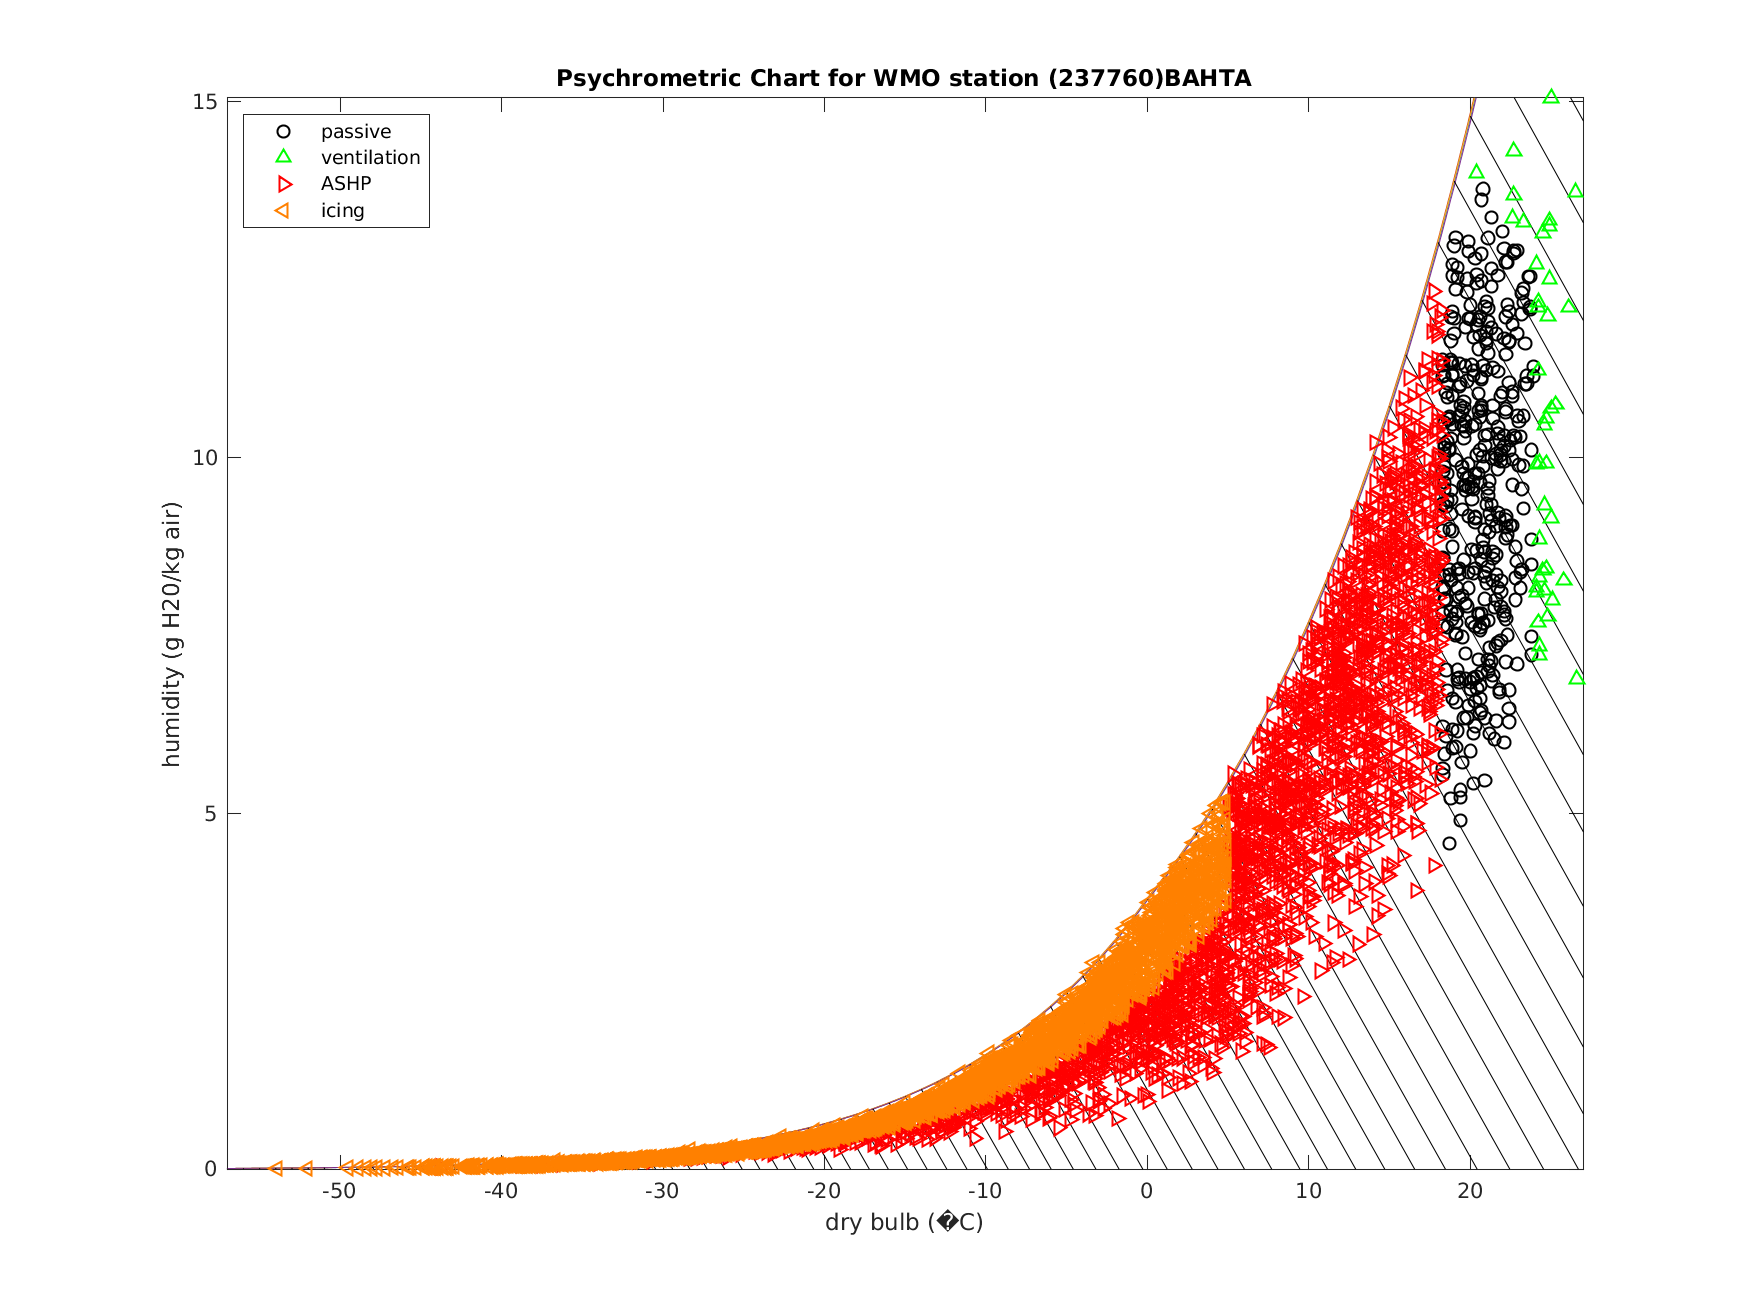 Psychrometric Chart for WMO station (237760)BAHTA
passive
ventilation
ASHP
icing
15
10
5
0
humidity (g H20/kg air)
-50 -40 -30 -20 -10 0 10 20
dry bulb (�C)